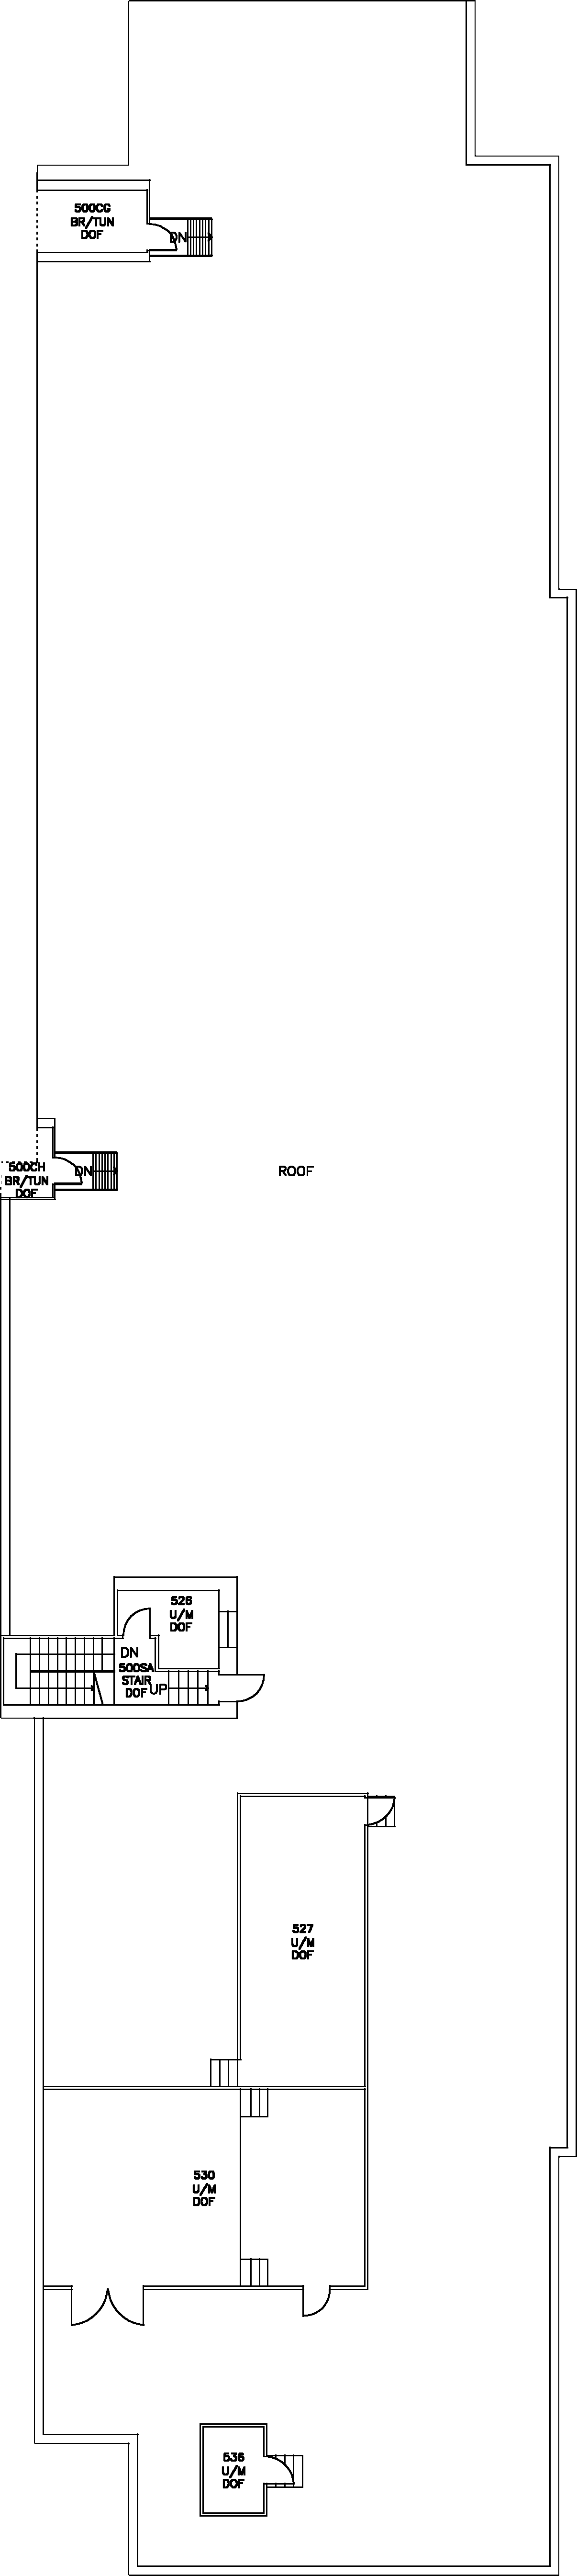 500CG
BR/TUN
DOF
DN
500CH
BR/TUN
DOF
DN
ROOF
526
U/M
DOF
DN
500SA
STAIR
DOF
UP
527
U/M
DOF
530
U/M
DOF
536
U/M
DOF